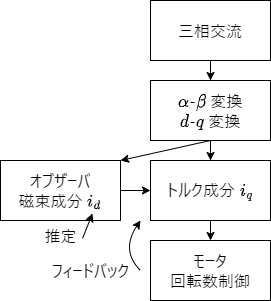 三相交流
α-β 変換
d-q 変換
オブザーバ
磁束成分 i_d
トルク成分 i_q
推定
フィードバック
モータ
回転数制御